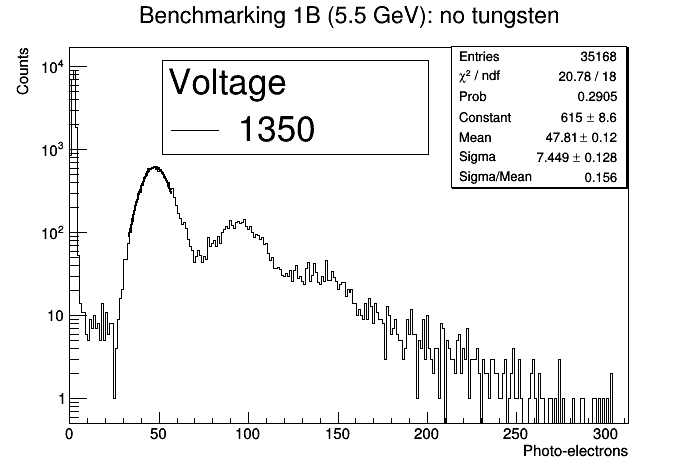 Benchmarking 1B (5.5 GeV): no tungsten
Counts
Voltage
1350
Entries 35168
χ² / ndf 20.78 / 18
Prob 0.2905
Constant 615 ± 8.6
Mean 47.81 ± 0.12
Sigma 7.449 ± 0.128
Sigma/Mean 0.156
10⁴
10³
10²
10
1
0 50 100 150 200 250 300
Photo-electrons